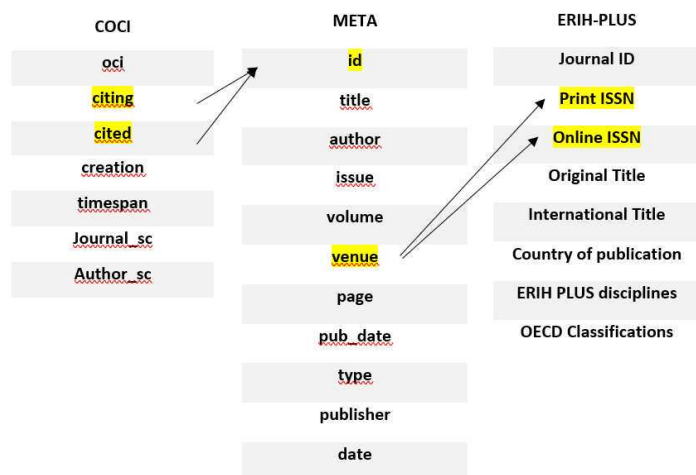 COCI
oci
citing
cited
creation
timespan
Journal_sc
Author_sc
META
id
title
author
issue
volume
venue
page
pub_date
type
publisher
date
ERIH-PLUS
Journal ID
Print ISSN
Online ISSN
Original Title
International Title
Country of publication
ERIH PLUS disciplines
OECD Classifications